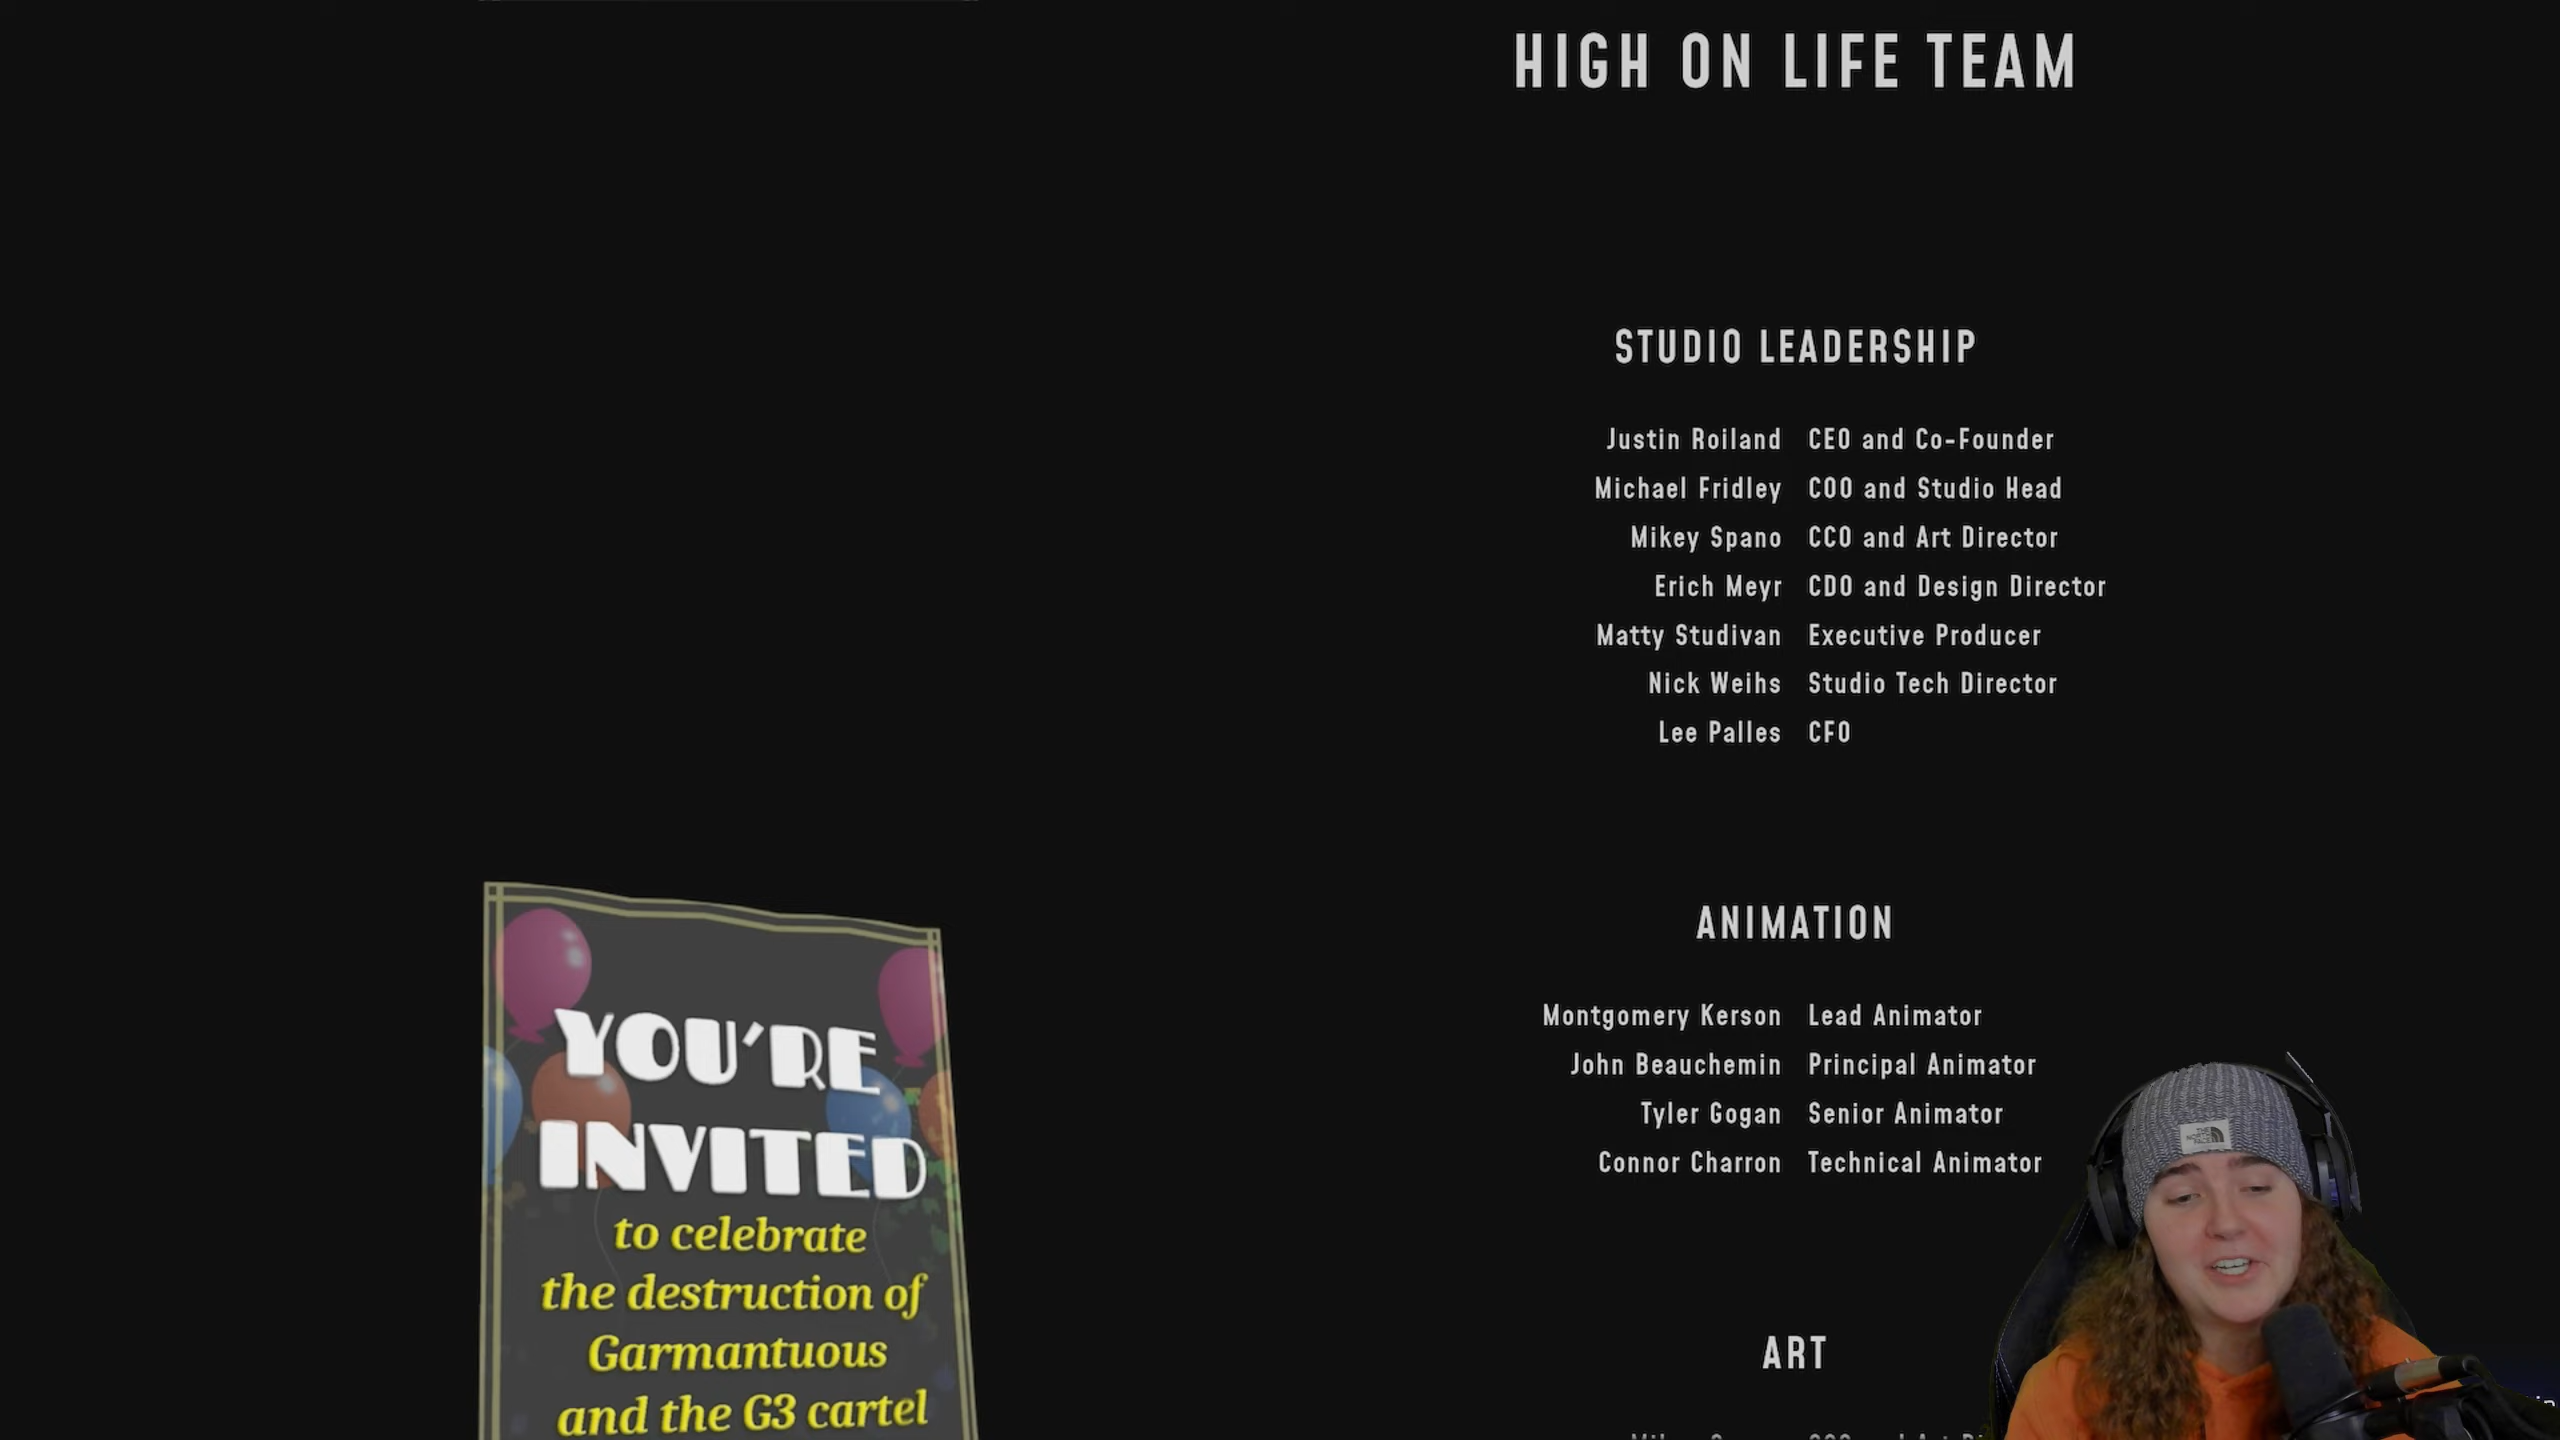 HIGH ON LIFE TEAM
STUDIO LEADERSHIP
Justin Roiland CEO and Co-Founder
Michael Fridley COO and Studio Head
Mikey Spano CCO and Art Director
Erich Meyr CDO and Design Director
Matty Studivan Executive Producer
Nick Weihs Studio Tech Director
Lee Palles CFO
ANIMATION
Montgomery Kerson Lead Animator
John Beauchemin Principal Animator
Tyler Gogan Senior Animator
Connor Charron Technical Animator
ART
YOU'RE
INVITED
to celebrate
the destruction of
Garmantuous
and the G3 cartel
THE
NORTH
FACE